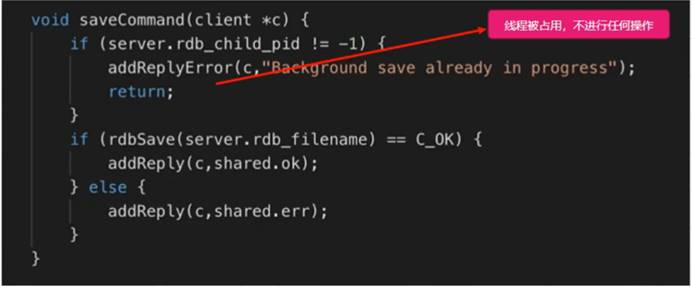 void saveCommand(client *c) {
线程被占用，不进行任何操作
if (server.rdb_child_pid != -1) {
addReplyError(c,"Background save already in progress");
return;
}
if (rdbSave(server.rdb_filename) == C_OK) {
addReply(c,shared.ok);
} else {
addReply(c,shared.err);
}
}